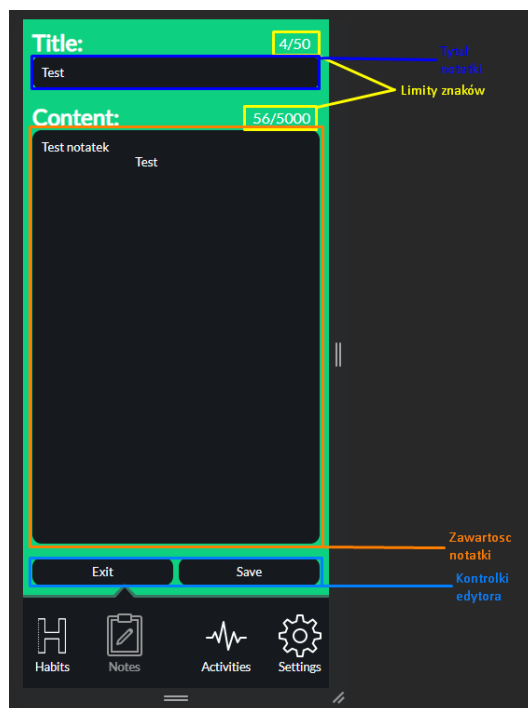 Title:
4/50
Tytuł
notatki
Test
Limity znaków
Content:
56/5000
Test notatek
Test
Zawartosc
notatki
Exit
Save
Kontrolki
edytora
Habits
Notes
Activities
Settings